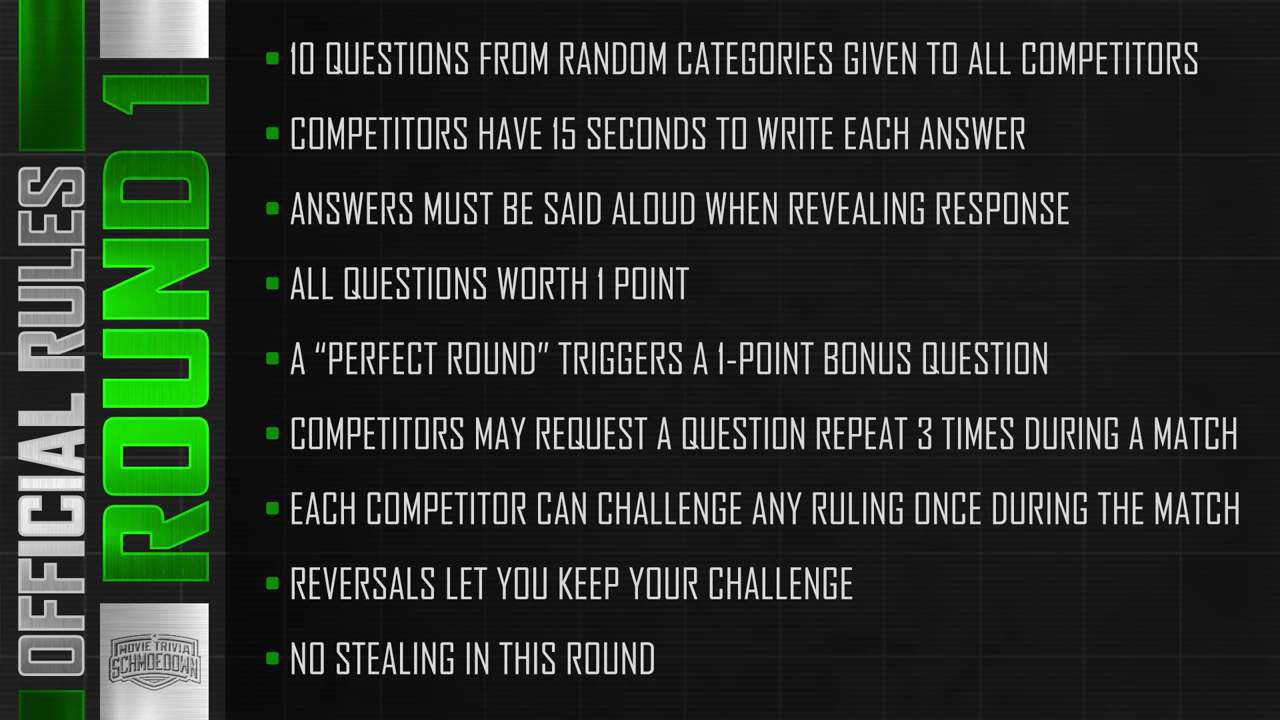 OFFICIAL RULES
ROUND 1
MOVIE TRIVIA
SCHMOEDOWN
10 QUESTIONS FROM RANDOM CATEGORIES GIVEN TO ALL COMPETITORS
COMPETITORS HAVE 15 SECONDS TO WRITE EACH ANSWER
ANSWERS MUST BE SAID ALOUD WHEN REVEALING RESPONSE
ALL QUESTIONS WORTH 1 POINT
A “PERFECT ROUND” TRIGGERS A 1-POINT BONUS QUESTION
COMPETITORS MAY REQUEST A QUESTION REPEAT 3 TIMES DURING A MATCH
EACH COMPETITOR CAN CHALLENGE ANY RULING ONCE DURING THE MATCH
REVERSALS LET YOU KEEP YOUR CHALLENGE
NO STEALING IN THIS ROUND